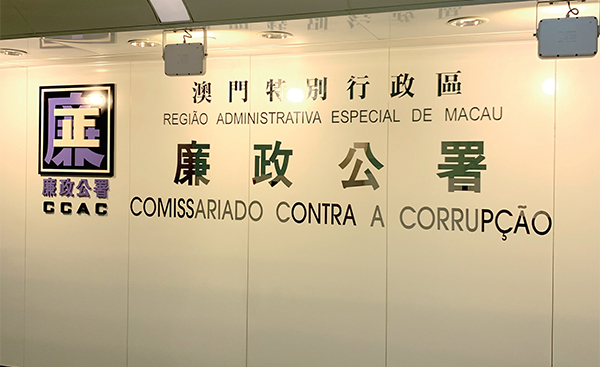 廉正
廉政公署
CCAC
澳門特別行政區
REGIÃO ADMINISTRATIVA ESPECIAL DE MACAU
廉政公署
COMISSARIADO CONTRA A CORRUPÇÃO